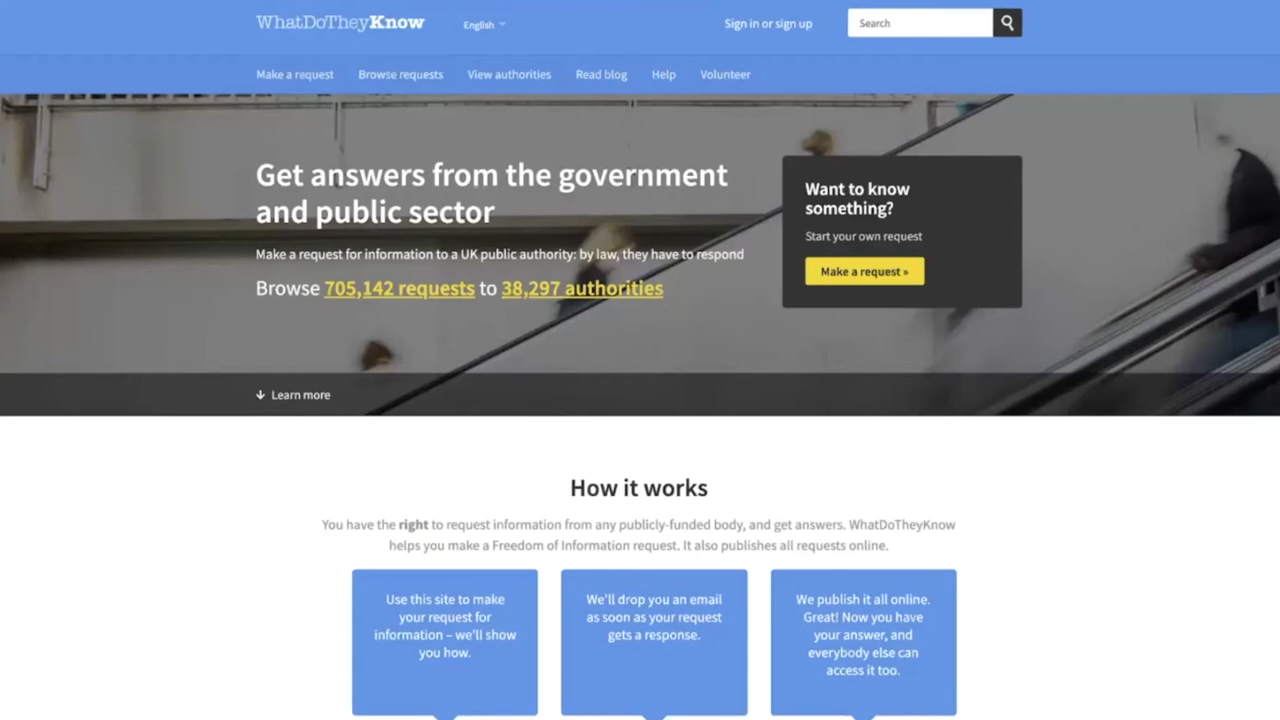 WhatDoTheyKnow
English
Sign in or sign up
Search
Make a request
Browse requests
View authorities
Read blog
Help
Volunteer
Get answers from the government
and public sector
Make a request for information to a UK public authority: by law, they have to respond
Browse 705,142 requests to 38,297 authorities
Want to know
something?
Start your own request
Make a request »
Learn more
How it works
You have the right to request information from any publicly-funded body, and get answers. WhatDoTheyKnow
helps you make a Freedom of Information request. It also publishes all requests online.
Use this site to make
your request for
information – we'll show
you how.
We'll drop you an email
as soon as your request
gets a response.
We publish it all online.
Great! Now you have
your answer, and
everybody else can
access it too.